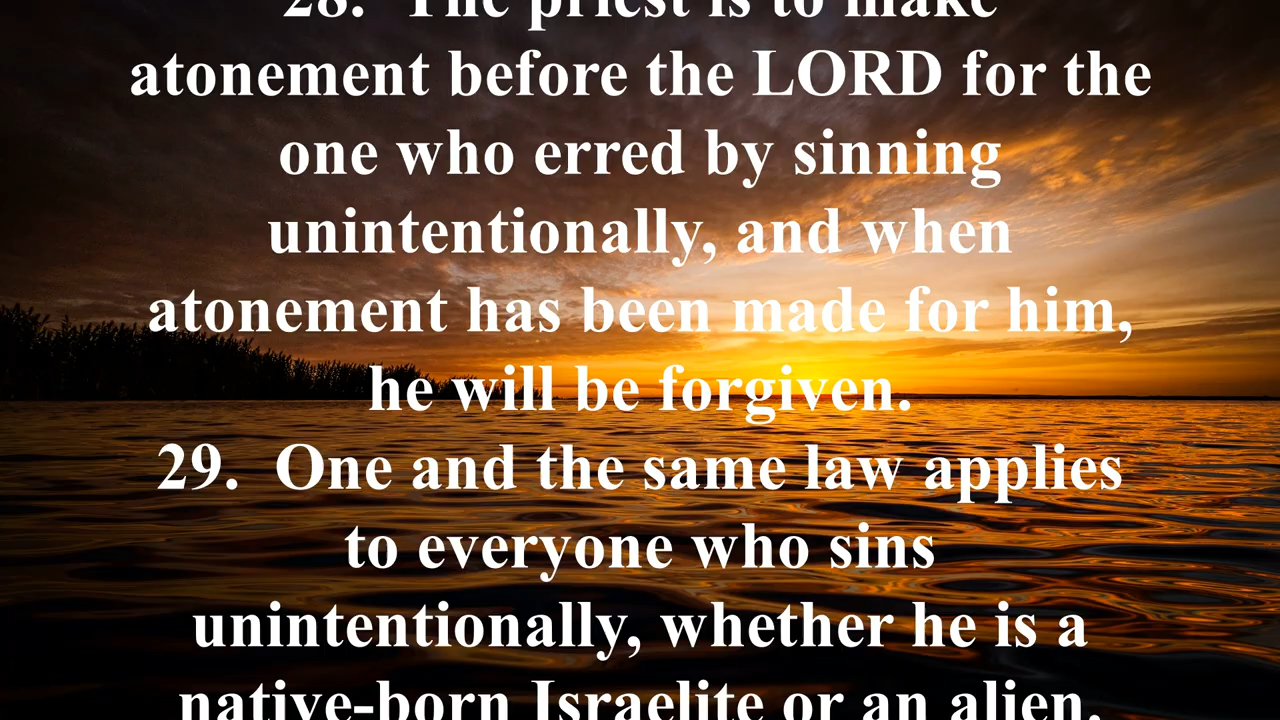 28. The priest is to make
atonement before the LORD for the
one who erred by sinning
unintentionally, and when
atonement has been made for him,
he will be forgiven.
29. One and the same law applies
to everyone who sins
unintentionally, whether he is a
native-born Israelite or an alien.